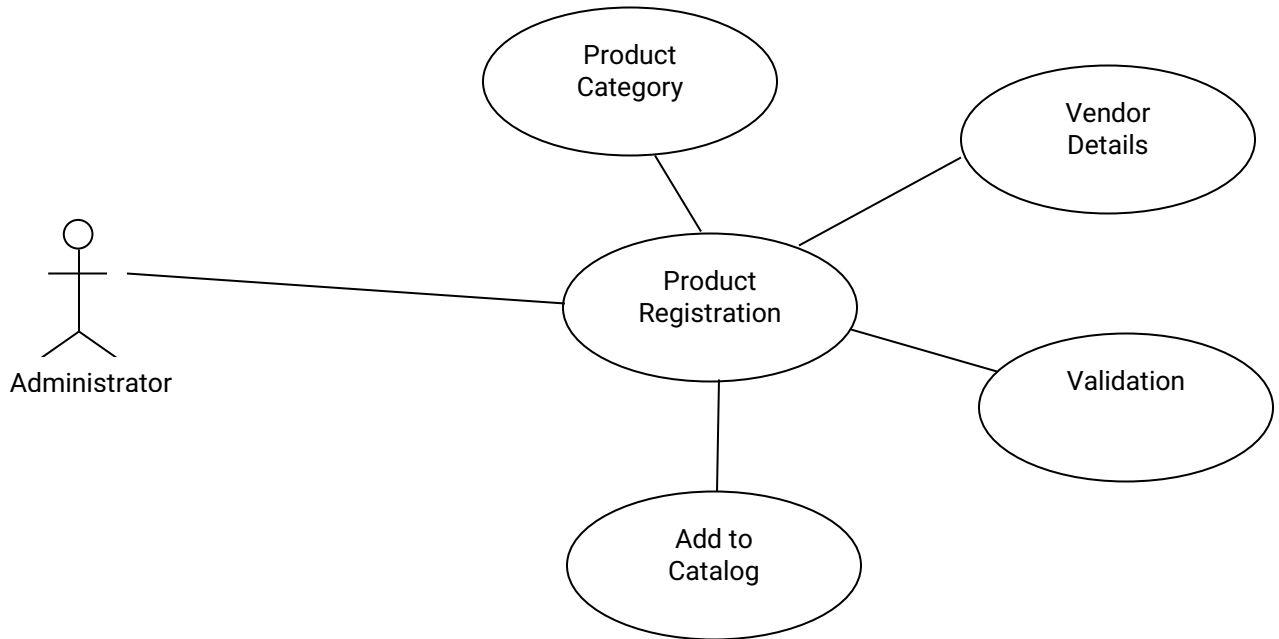 Product
Category
Vendor
Details
Product
Registration
Administrator
Validation
Add to
Catalog